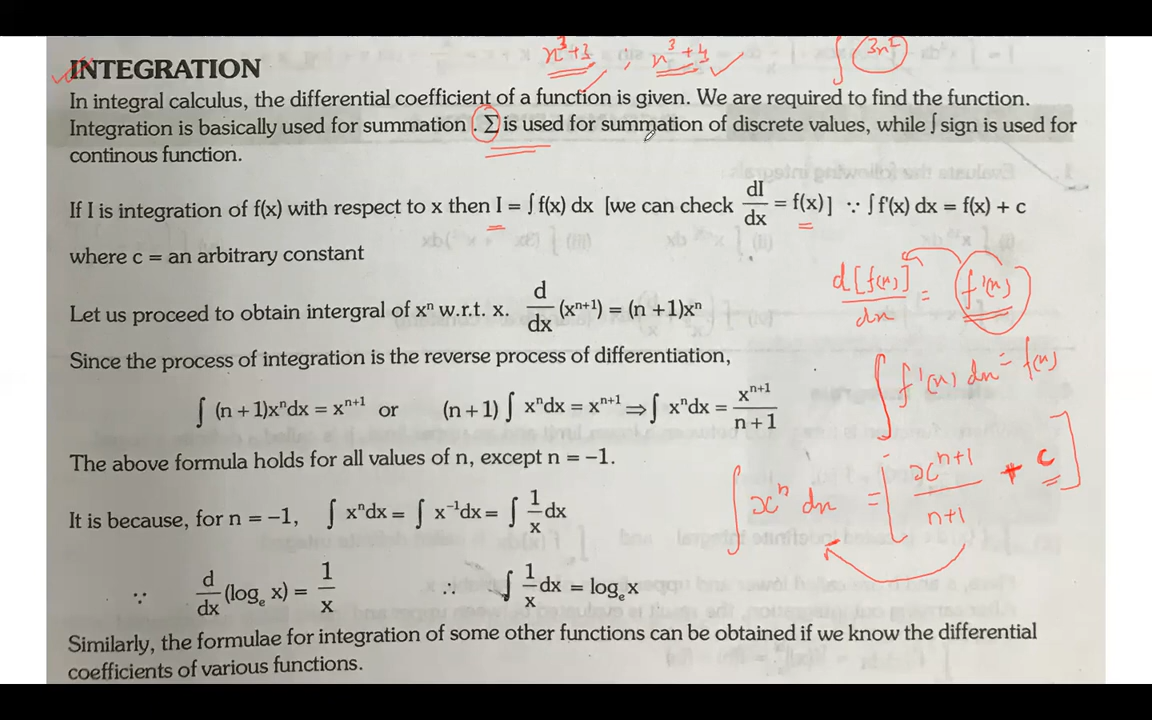 x³+3 ; x³+4 ✓ ∫ 3x²
INTEGRATION
In integral calculus, the differential coefficient of a function is given. We are required to find the function.
Integration is basically used for summation . Σ is used for summation of discrete values, while ∫ sign is used for
continous function.
If I is integration of f(x) with respect to x then I = ∫ f(x) dx [we can check dI/dx = f(x)] ∵ ∫ f'(x) dx = f(x) + c
where c = an arbitrary constant
d[f(x)]/dx = f'(x)
Let us proceed to obtain intergral of xⁿ w.r.t. x. d/dx (xⁿ⁺¹) = (n +1)xⁿ
Since the process of integration is the reverse process of differentiation,
∫ f'(x) dx = f(x)
∫ (n +1)xⁿdx = xⁿ⁺¹ or (n +1) ∫ xⁿdx = xⁿ⁺¹ ⇒ ∫ xⁿdx = xⁿ⁺¹/n +1
The above formula holds for all values of n, except n = −1.
∫ xⁿ dx = [xⁿ⁺¹/n+1 + c]
It is because, for n = −1, ∫ xⁿdx = ∫ x⁻¹dx = ∫ 1/x dx
∵ d/dx (logₑ x) = 1/x ∴ ∫ 1/x dx = logₑx
Similarly, the formulae for integration of some other functions can be obtained if we know the differential
coefficients of various functions.